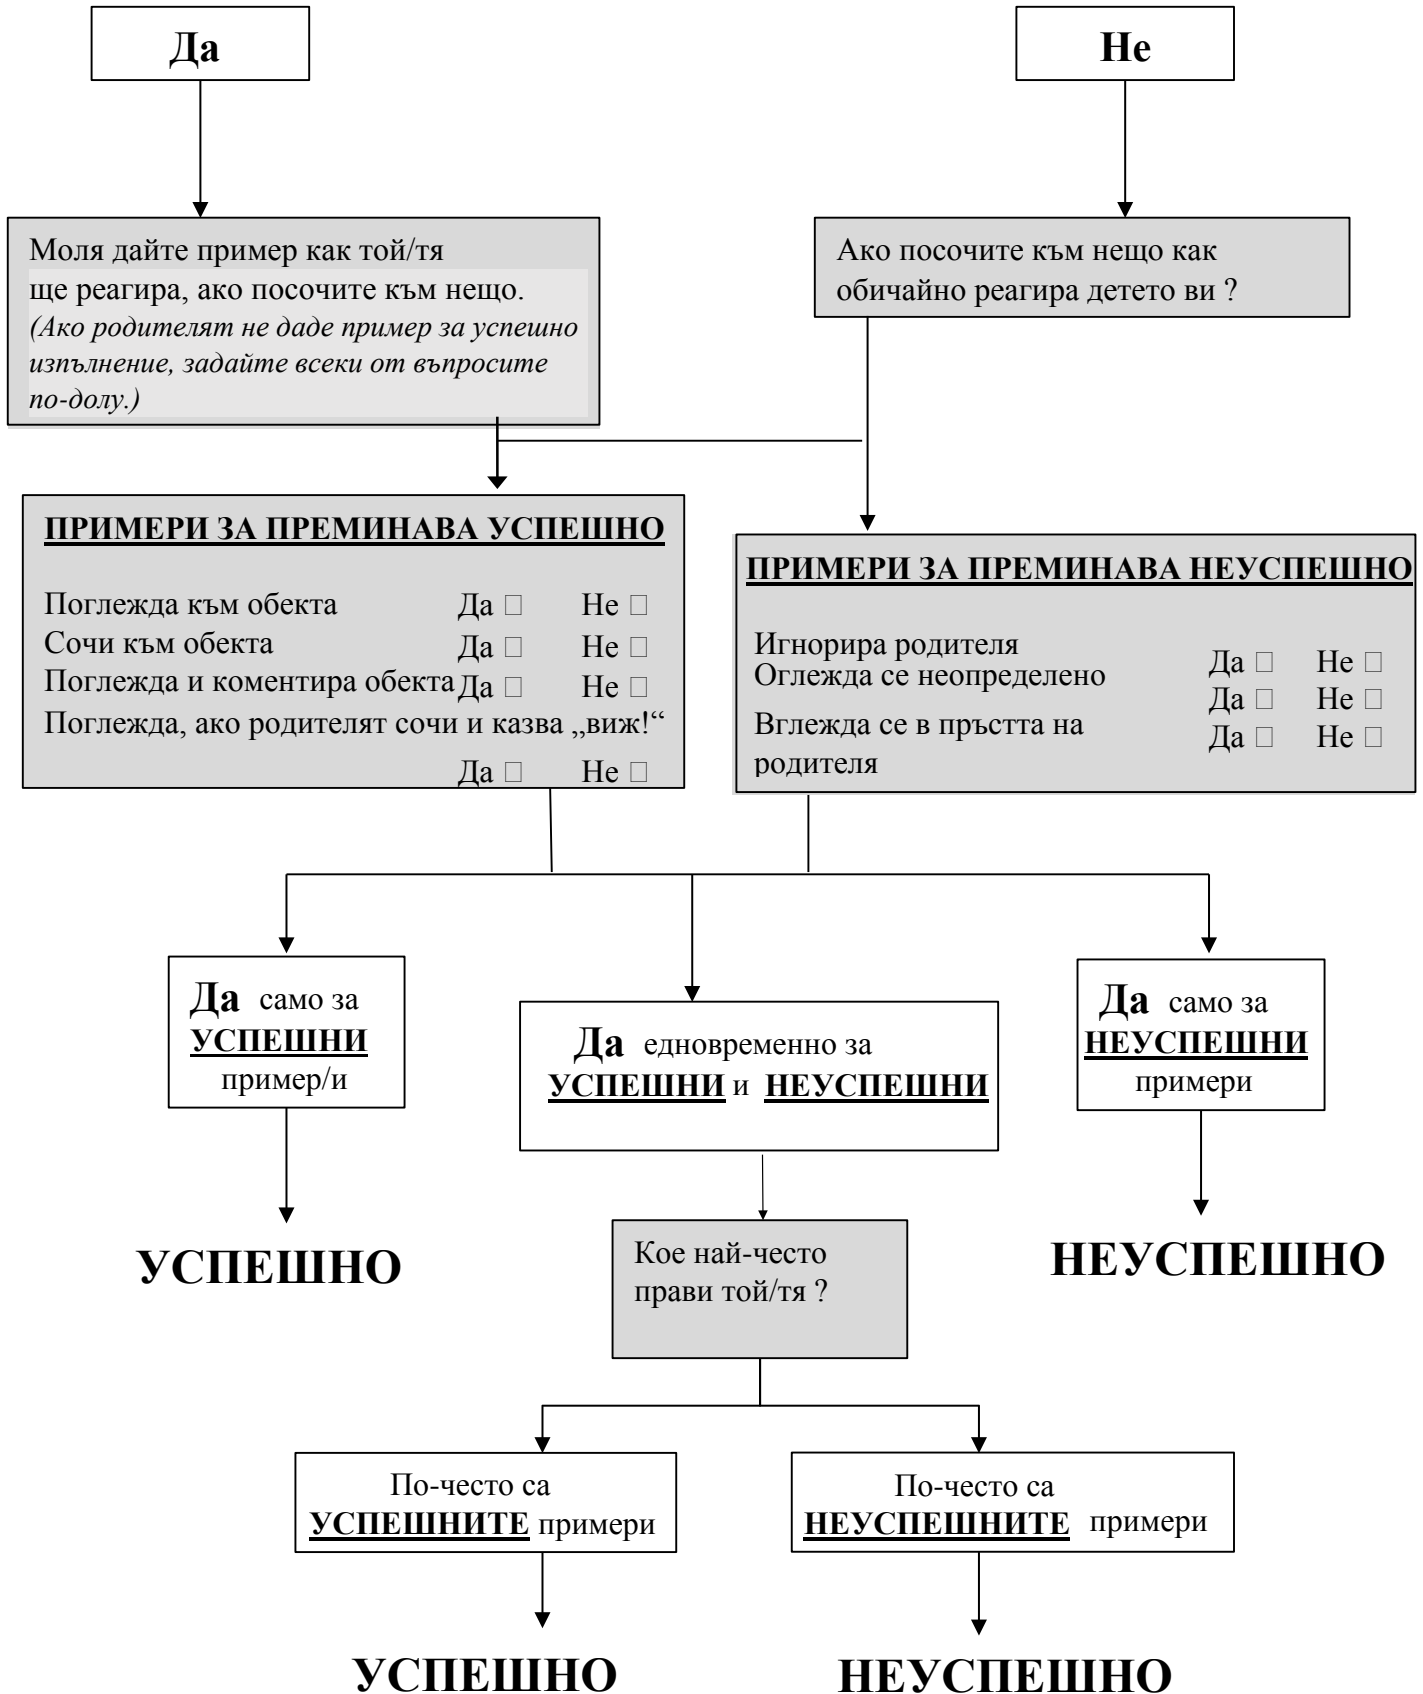 Да
Не
Моля дайте пример как той/тя
ще реагира, ако посочите към нещо.
(Ако родителят не даде пример за успешно
изпълнение, задайте всеки от въпросите
по-долу.)
Ако посочите към нещо как
обичайно реагира детето ви ?
ПРИМЕРИ ЗА ПРЕМИНАВА УСПЕШНО
Поглежда към обекта Да □ Не □
Сочи към обекта Да □ Не □
Поглежда и коментира обекта Да □ Не □
Поглежда, ако родителят сочи и казва „виж!“
Да □ Не □
ПРИМЕРИ ЗА ПРЕМИНАВА НЕУСПЕШНО
Игнорира родителя Да □ Не □
Оглежда се неопределено Да □ Не □
Вглежда се в пръстта на Да □ Не □
родителя
Да само за
УСПЕШНИ
пример/и
Да едновременно за
УСПЕШНИ и НЕУСПЕШНИ
Да само за
НЕУСПЕШНИ
примери
УСПЕШНО
Кое най-често
прави той/тя ?
НЕУСПЕШНО
По-често са
УСПЕШНИТЕ примери
По-често са
НЕУСПЕШНИТЕ примери
УСПЕШНО
НЕУСПЕШНО